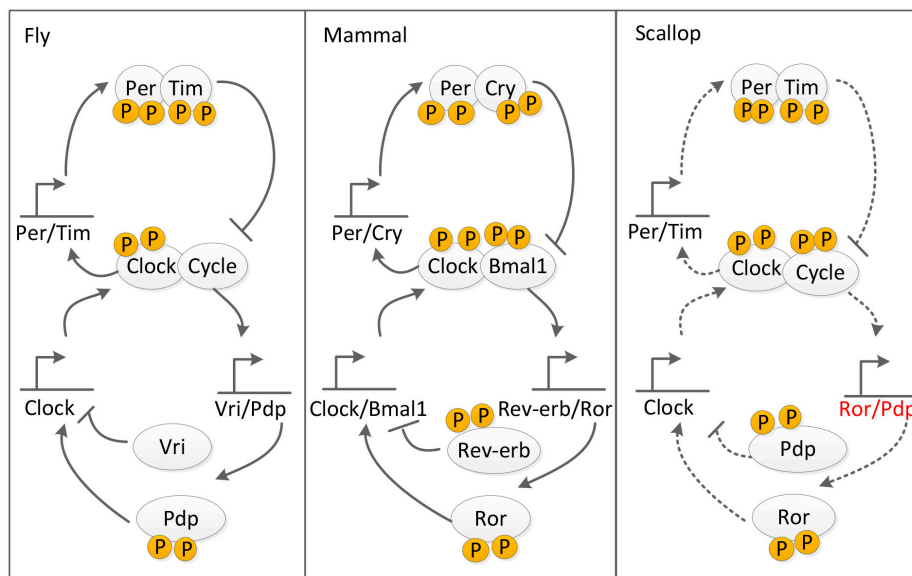 Fly
Per Tim
P P P P
Per/Tim
P P
Clock Cycle
Clock
Vri/Pdp
Vri
Pdp
P P
Mammal
Per Cry
P P P P
Per/Cry
P P P P
Clock Bmal1
Clock/Bmal1
Rev-erb/Ror
P P
Rev-erb
Ror
P P
Scallop
Per Tim
P P P P
Per/Tim
P P P P
Clock Cycle
Clock
Ror/Pdp
P P
Pdp
Ror
P P